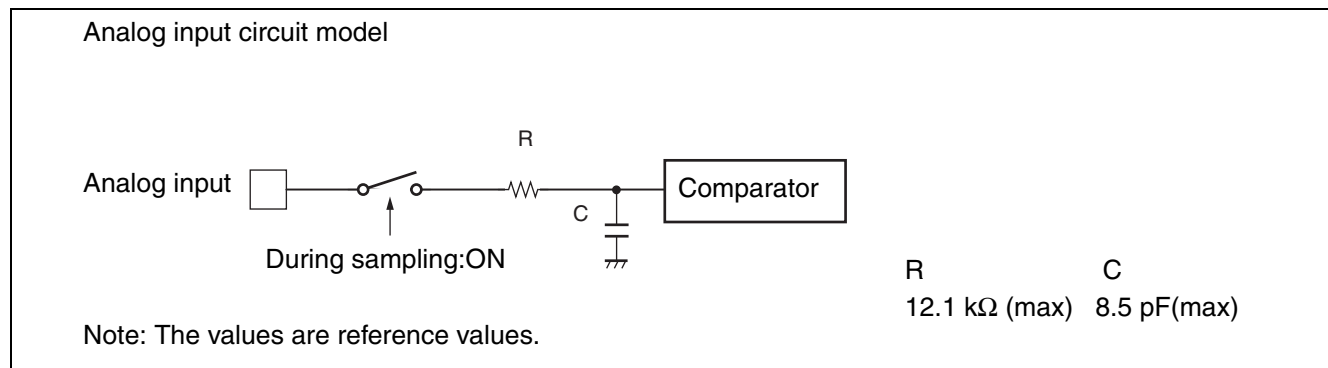 Analog input circuit model
R
Analog input
Comparator
C
During sampling:ON
R C
12.1 kΩ (max) 8.5 pF(max)
Note: The values are reference values.